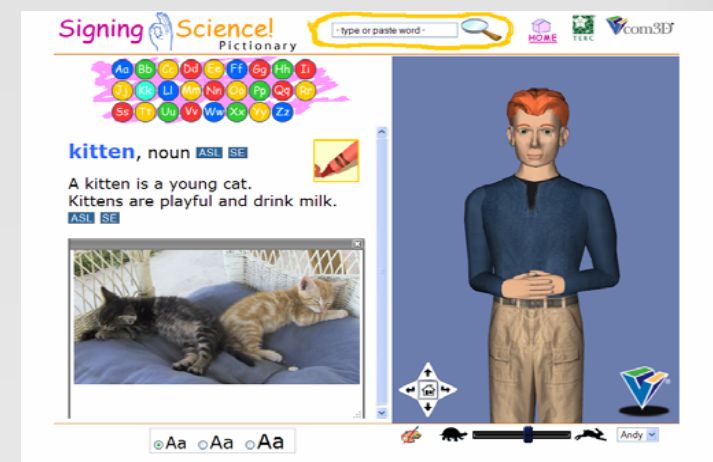 Signing Science!
Pictionary
- type or paste word -
HOME
TERC
Vcom3D
Aa Bb Cc Dd Ee Ff Gg Hh Ii
Jj Kk Ll Mm Nn Oo Pp Qq Rr
Ss Tt Uu Vv Ww Xx Yy Zz
kitten, noun ASL SE
A kitten is a young cat.
Kittens are playful and drink milk.
ASL SE
Aa Aa Aa
Andy